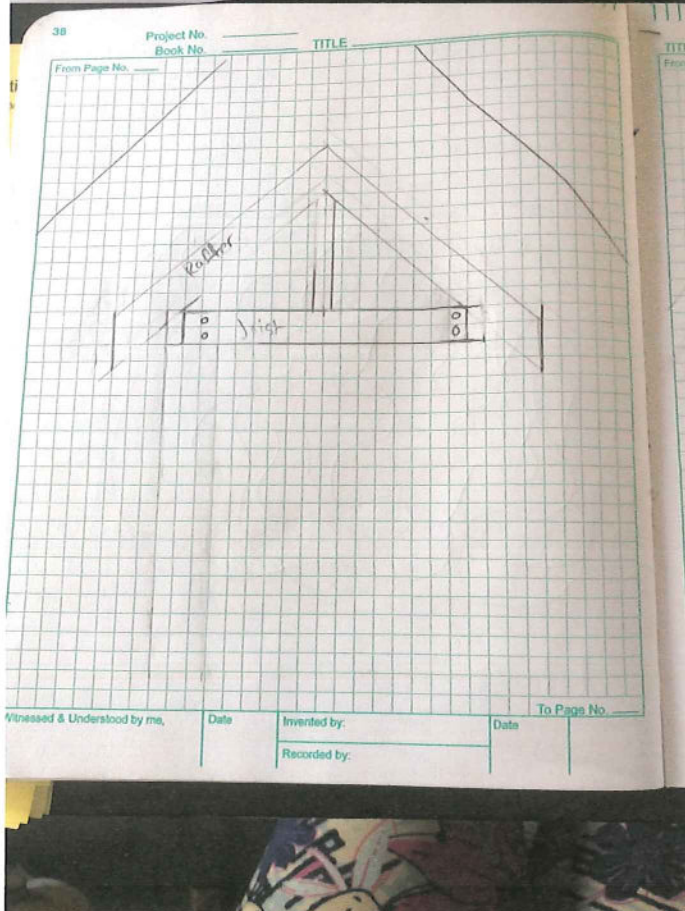 38
Project No.
Book No.
TITLE
From Page No.
Rafter
Joist
To Page No.
Witnessed & Understood by me,
Date
Invented by:
Date
Recorded by: